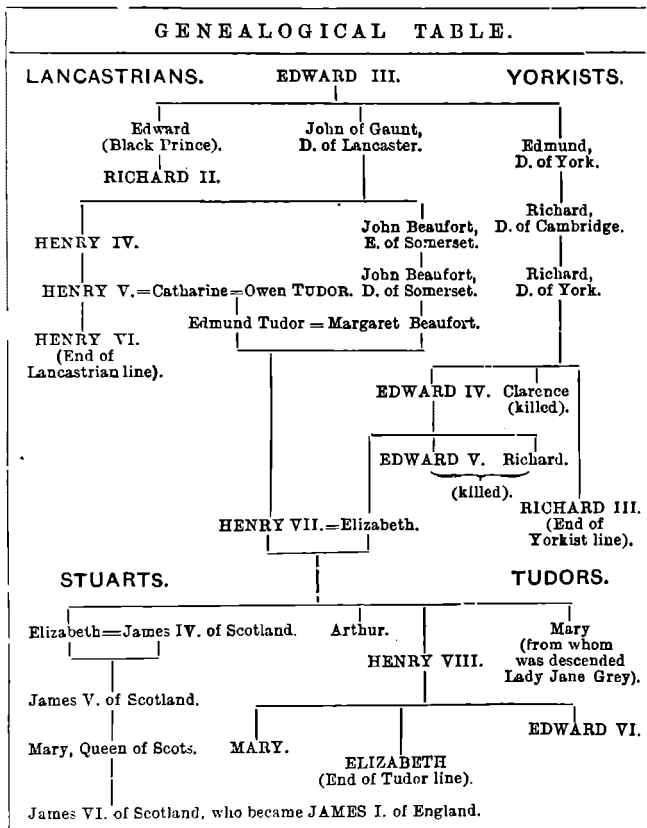 GENEALOGICAL TABLE.
LANCASTRIANS. EDWARD III. YORKISTS.
Edward
(Black Prince).
RICHARD II.
John of Gaunt,
D. of Lancaster.
Edmund,
D. of York.
Richard,
D. of Cambridge.
HENRY IV.
John Beaufort,
E. of Somerset.
HENRY V.=Catharine=Owen TUDOR.
John Beaufort,
D. of Somerset.
Richard,
D. of York.
Edmund Tudor = Margaret Beaufort.
HENRY VI.
(End of
Lancastrian line).
EDWARD IV. Clarence
(killed).
EDWARD V. Richard.
(killed).
RICHARD III.
(End of
Yorkist line).
HENRY VII.=Elizabeth.
STUARTS. TUDORS.
Elizabeth=James IV. of Scotland. Arthur.
HENRY VIII.
Mary
(from whom
was descended
Lady Jane Grey).
James V. of Scotland.
Mary, Queen of Scots.
MARY.
ELIZABETH
(End of Tudor line).
EDWARD VI.
James VI. of Scotland, who became JAMES I. of England.